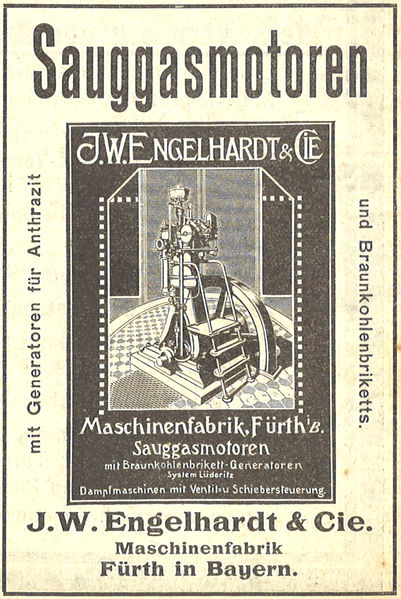 Sauggasmotoren
mit Generatoren für Anthrazit
J.W. ENGELHARDT & CIE
Maschinenfabrik, Fürth i/B.
Sauggasmotoren
mit Braunkohlenbrikett-Generatoren
System Lüderitz
Dampfmaschinen mit Ventil- u Schiebersteuerung.
und Braunkohlenbriketts.
J.W. Engelhardt & Cie.
Maschinenfabrik
Fürth in Bayern.